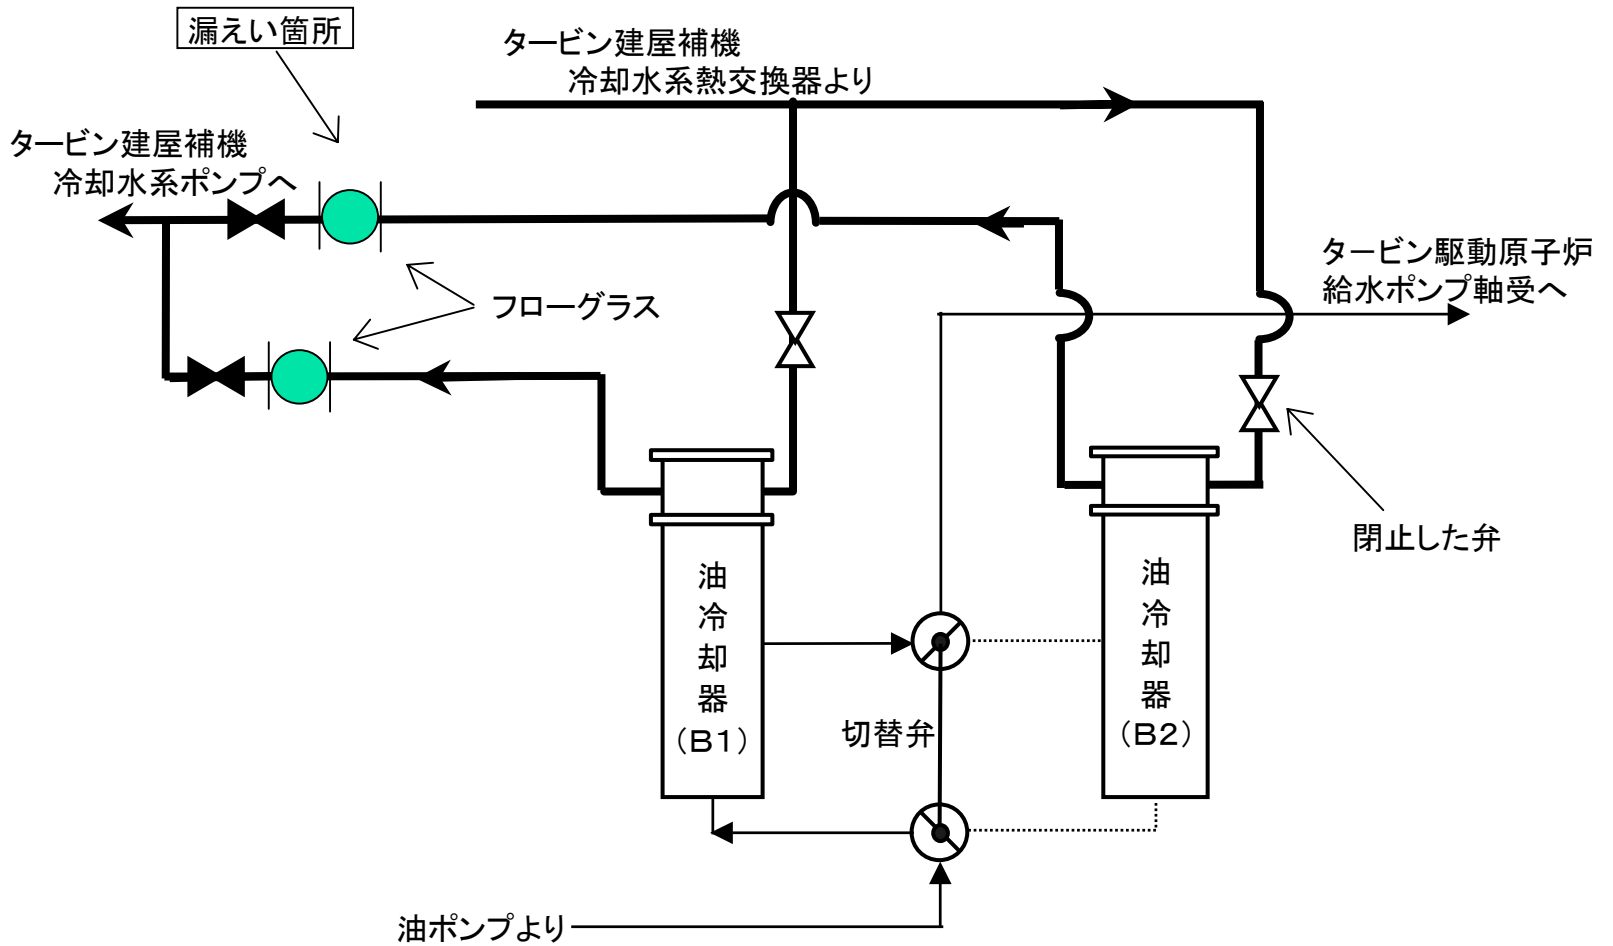 漏えい箇所
タービン建屋補機
冷却水系熱交換器より
タービン建屋補機
冷却水系ポンプへ
タービン駆動原子炉
給水ポンプ軸受へ
フローグラス
閉止した弁
油冷却器
（B1）
油冷却器
（B2）
切替弁
油ポンプより